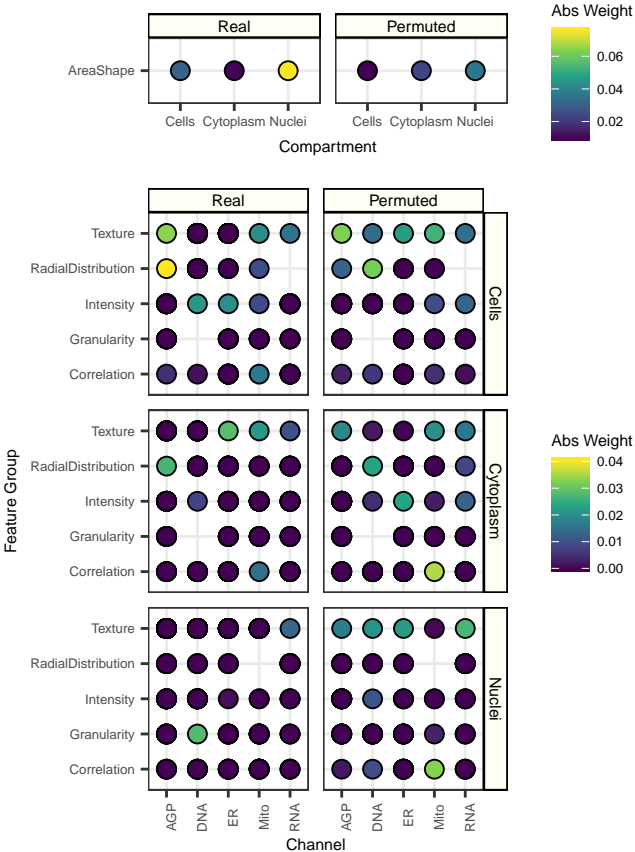 Real Permuted
AreaShape
Cells Cytoplasm Nuclei Cells Cytoplasm Nuclei
Compartment
Abs Weight
0.06
0.04
0.02
Real Permuted
Texture
RadialDistribution
Intensity
Granularity
Correlation
Cells
Texture
RadialDistribution
Intensity
Granularity
Correlation
Cytoplasm
Texture
RadialDistribution
Intensity
Granularity
Correlation
Nuclei
Feature Group
AGP DNA ER Mito RNA AGP DNA ER Mito RNA
Channel
Abs Weight
0.04
0.03
0.02
0.01
0.00